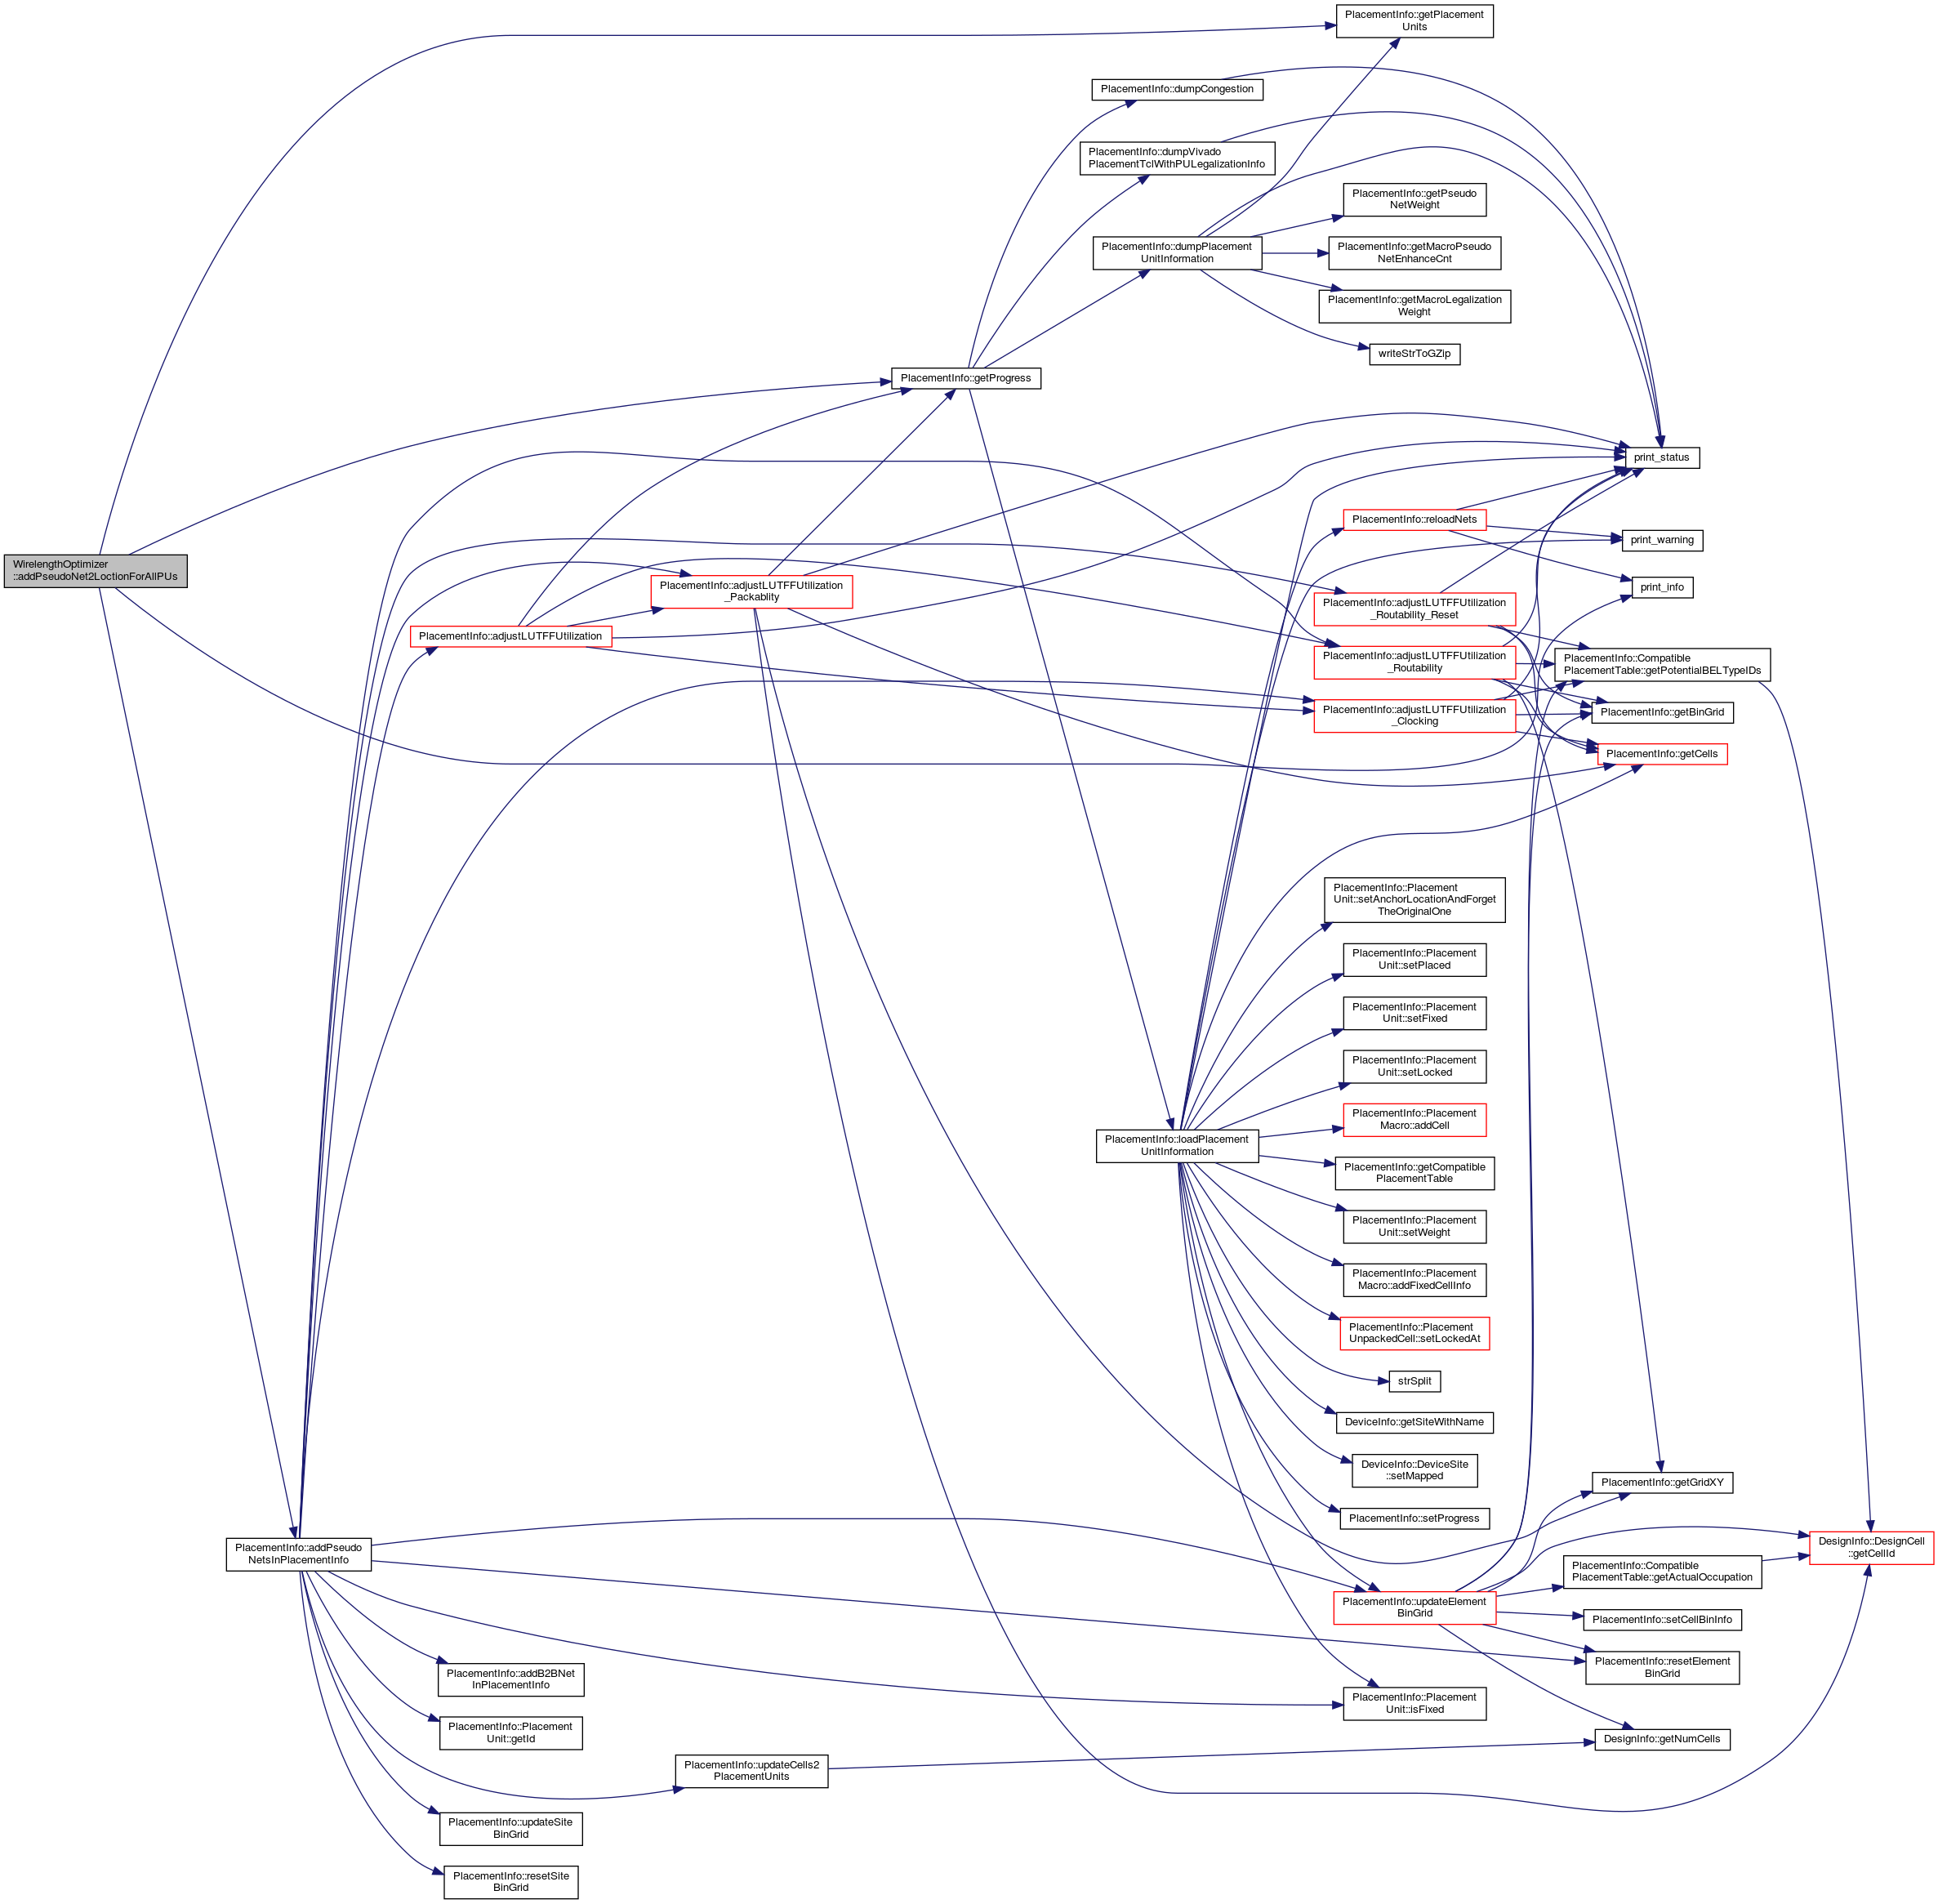 PlacementInfo::getPlacement
Units
PlacementInfo::dumpCongestion
PlacementInfo::dumpVivado
PlacementTclWithPULegalizationInfo
PlacementInfo::getPseudo
NetWeight
PlacementInfo::dumpPlacement
UnitInformation
PlacementInfo::getMacroPseudo
NetEnhanceCnt
PlacementInfo::getMacroLegalization
Weight
writeStrToGZip
PlacementInfo::getProgress
print_status
PlacementInfo::reloadNets
print_warning
WirelengthOptimizer
::addPseudoNet2LoctionForAllPUs
print_info
PlacementInfo::adjustLUTFFUtilization
_Packablity
PlacementInfo::adjustLUTFFUtilization
_Routability_Reset
PlacementInfo::adjustLUTFFUtilization
PlacementInfo::adjustLUTFFUtilization
_Routability
PlacementInfo::Compatible
PlacementTable::getPotentialBELTypeIDs
PlacementInfo::adjustLUTFFUtilization
_Clocking
PlacementInfo::getBinGrid
PlacementInfo::getCells
PlacementInfo::Placement
Unit::setAnchorLocationAndForget
TheOriginalOne
PlacementInfo::Placement
Unit::setPlaced
PlacementInfo::Placement
Unit::setFixed
PlacementInfo::Placement
Unit::setLocked
PlacementInfo::Placement
Macro::addCell
PlacementInfo::loadPlacement
UnitInformation
PlacementInfo::getCompatible
PlacementTable
PlacementInfo::Placement
Unit::setWeight
PlacementInfo::Placement
Macro::addFixedCellInfo
PlacementInfo::Placement
UnpackedCell::setLockedAt
strSplit
DeviceInfo::getSiteWithName
DeviceInfo::DeviceSite
::setMapped
PlacementInfo::getGridXY
PlacementInfo::setProgress
PlacementInfo::addPseudo
NetsInPlacementInfo
DesignInfo::DesignCell
::getCellId
PlacementInfo::Compatible
PlacementTable::getActualOccupation
PlacementInfo::updateElement
BinGrid
PlacementInfo::setCellBinInfo
PlacementInfo::resetElement
BinGrid
PlacementInfo::addB2BNet
InPlacementInfo
PlacementInfo::Placement
Unit::isFixed
PlacementInfo::Placement
Unit::getId
DesignInfo::getNumCells
PlacementInfo::updateCells2
PlacementUnits
PlacementInfo::updateSite
BinGrid
PlacementInfo::resetSite
BinGrid